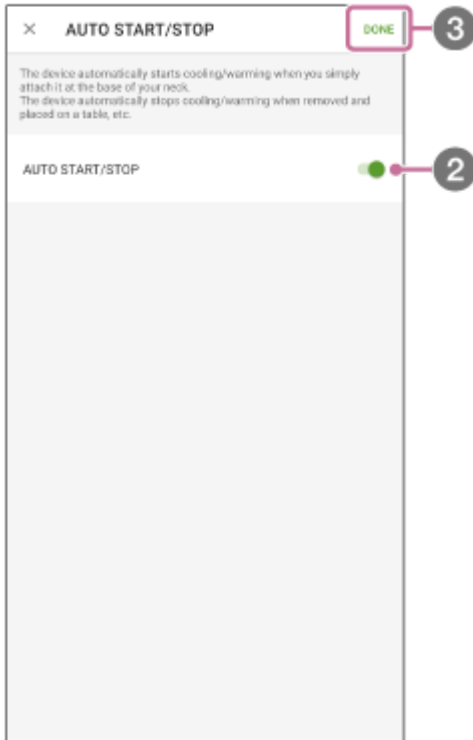 × AUTO START/STOP DONE 3
The device automatically starts cooling/warming when you simply
attach it at the base of your neck.
The device automatically stops cooling/warming when removed and
placed on a table, etc.
AUTO START/STOP 2